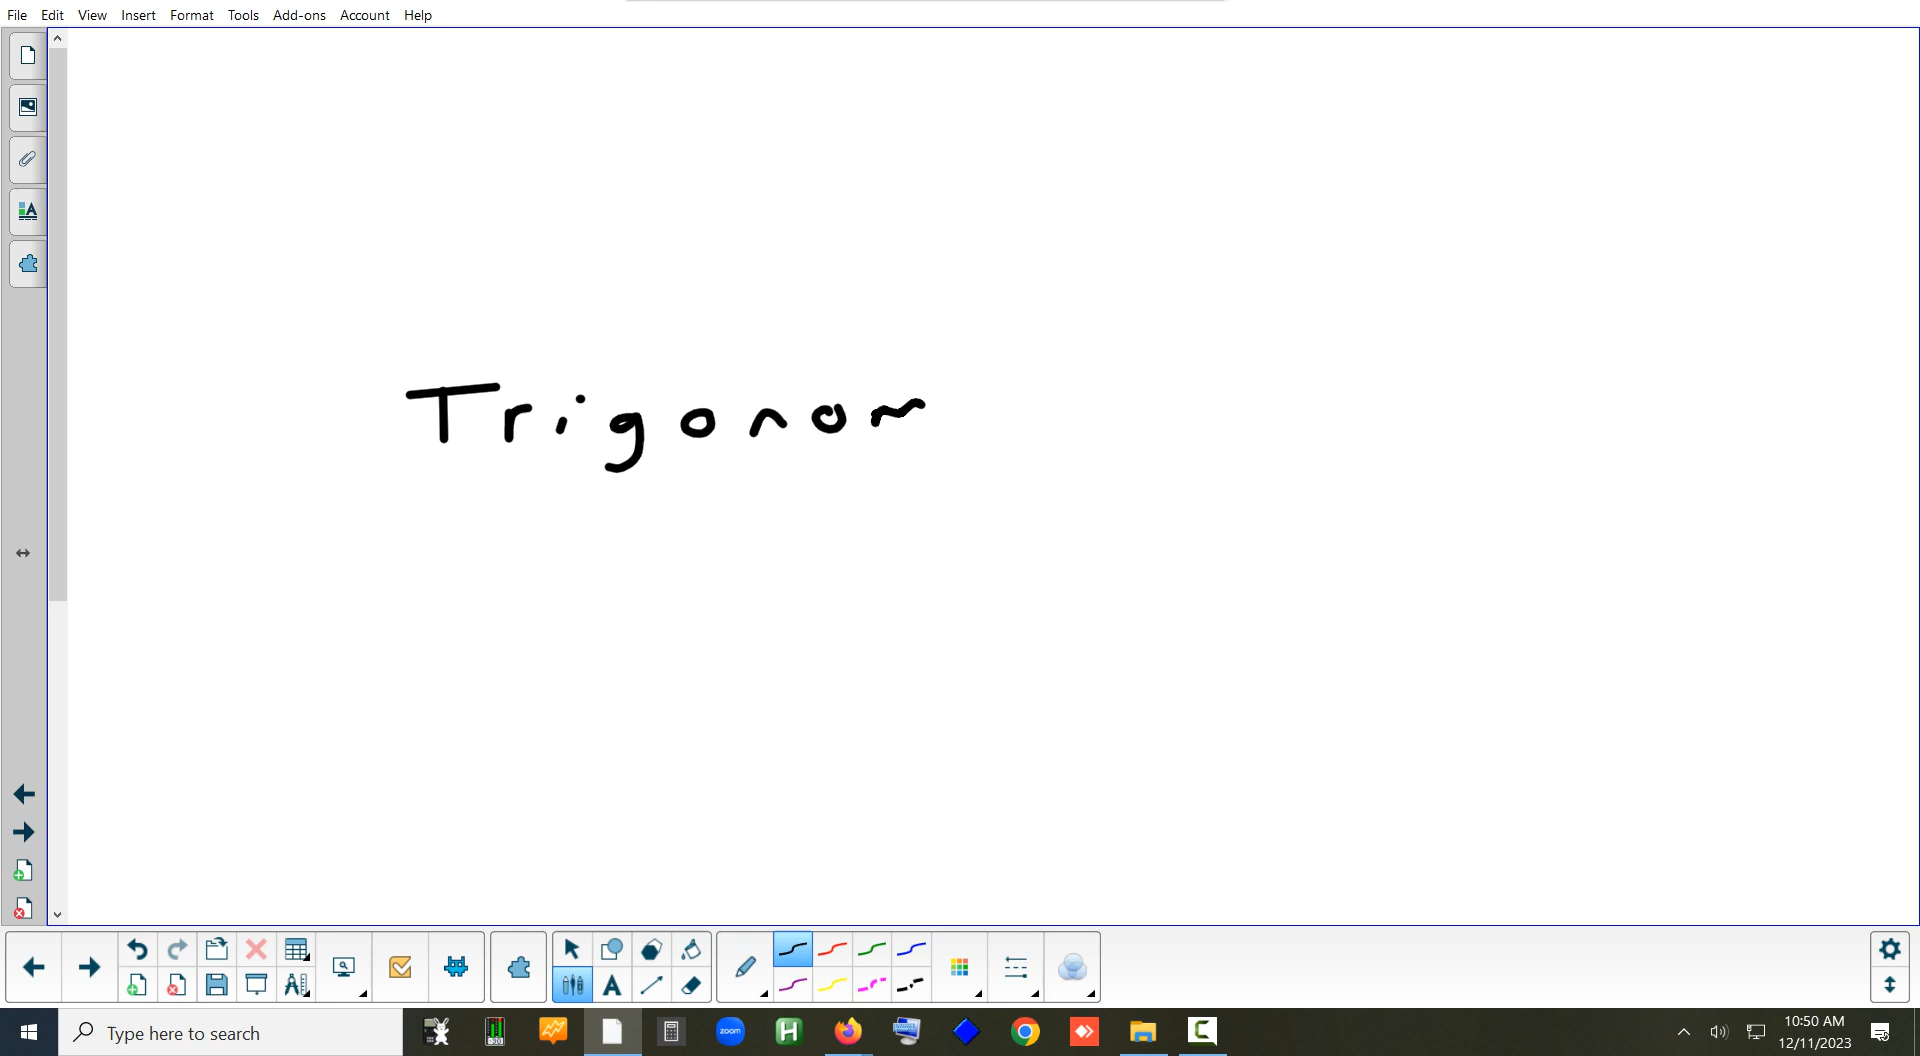 File Edit View Insert Format Tools Add-ons Account Help
Trigonom
Type here to search
zoom
10:50 AM
12/11/2023